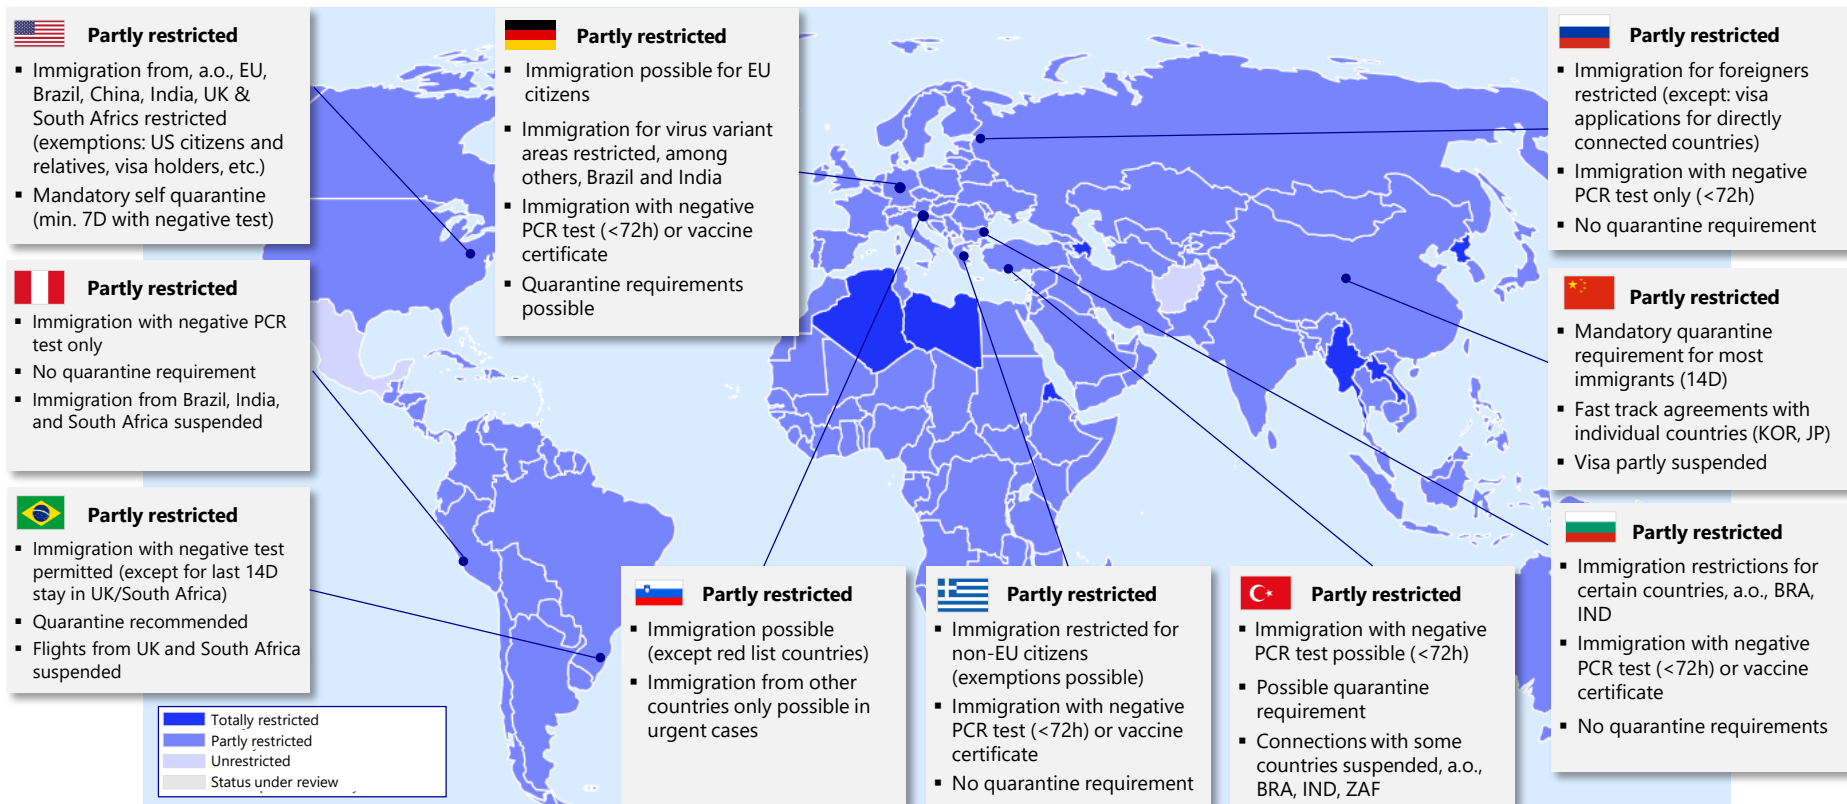 Partly restricted
▪ Immigration from, a.o., EU,
Brazil, China, India, UK &
South Africs restricted
(exemptions: US citizens and
relatives, visa holders, etc.)
▪ Mandatory self quarantine
(min. 7D with negative test)
Partly restricted
▪ Immigration with negative PCR
test only
▪ No quarantine requirement
▪ Immigration from Brazil, India,
and South Africa suspended
Partly restricted
▪ Immigration with negative test
permitted (except for last 14D
stay in UK/South Africa)
▪ Quarantine recommended
▪ Flights from UK and South Africa
suspended
Partly restricted
▪ Immigration possible for EU
citizens
▪ Immigration for virus variant
areas restricted, among
others, Brazil and India
▪ Immigration with negative
PCR test (<72h) or vaccine
certificate
▪ Quarantine requirements
possible
Partly restricted
▪ Immigration for foreigners
restricted (except: visa
applications for directly
connected countries)
▪ Immigration with negative
PCR test only (<72h)
▪ No quarantine requirement
Partly restricted
▪ Mandatory quarantine
requirement for most
immigrants (14D)
▪ Fast track agreements with
individual countries (KOR, JP)
▪ Visa partly suspended
Partly restricted
▪ Immigration restrictions for
certain countries, a.o., BRA,
IND
▪ Immigration with negative
PCR test (<72h) or vaccine
certificate
▪ No quarantine requirements
Partly restricted
▪ Immigration possible
(except red list countries)
▪ Immigration from other
countries only possible in
urgent cases
Partly restricted
▪ Immigration restricted for
non-EU citizens
(exemptions possible)
▪ Immigration with negative
PCR test (<72h) or vaccine
certificate
▪ No quarantine requirement
Partly restricted
▪ Immigration with negative
PCR test possible (<72h)
▪ Possible quarantine
requirement
▪ Connections with some
countries suspended, a.o.,
BRA, IND, ZAF
Totally restricted
Partly restricted
Unrestricted
Status under review